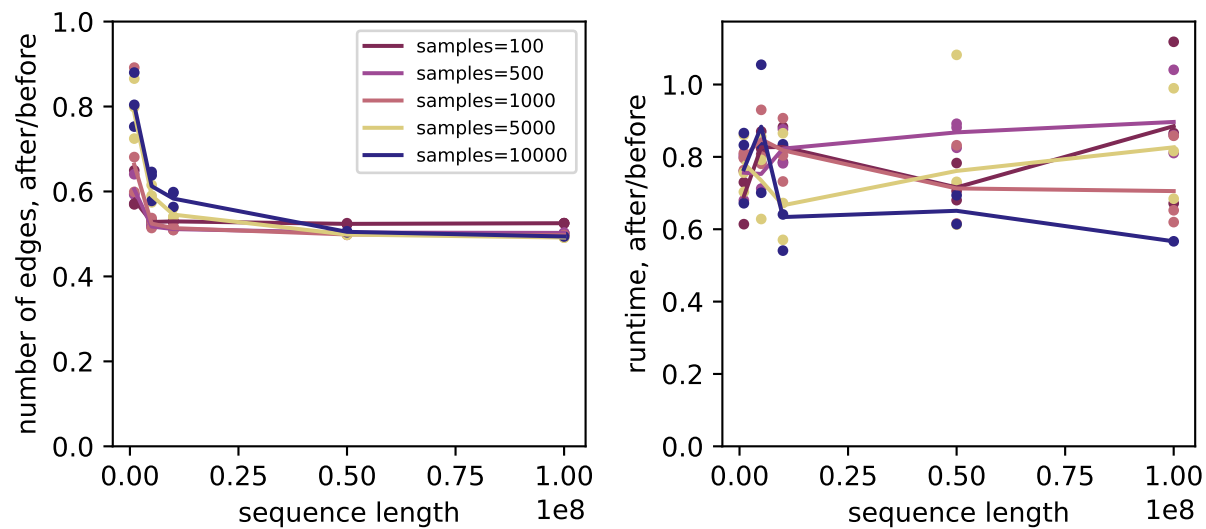 number of edges, after/before
1.0
0.8
0.6
0.4
0.2
0.0
samples=100
samples=500
samples=1000
samples=5000
samples=10000
0.00 0.25 0.50 0.75 1.00
1e8
sequence length
runtime, after/before
1.0
0.8
0.6
0.4
0.2
0.0
0.00 0.25 0.50 0.75 1.00
1e8
sequence length